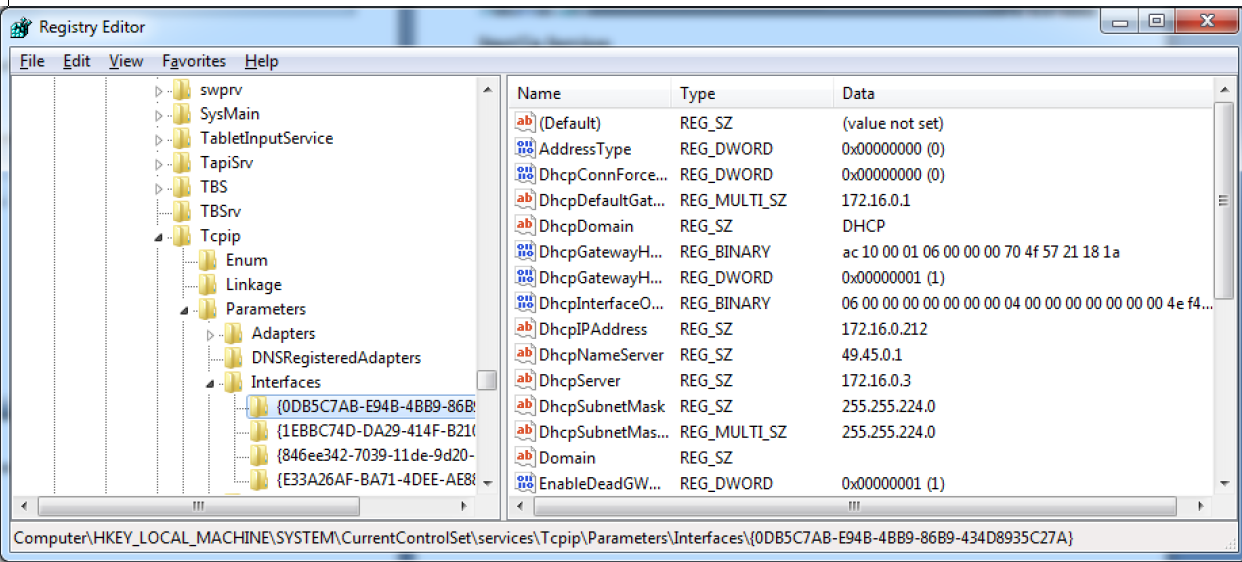 Registry Editor
File Edit View Favorites Help
swprv
SysMain
TabletInputService
TapiSrv
TBS
TBSrv
Tcpip
Enum
Linkage
Parameters
Adapters
DNSRegisteredAdapters
Interfaces
{0DB5C7AB-E94B-4BB9-86B9
{1EBBC74D-DA29-414F-B210
{846ee342-7039-11de-9d20-
{E33A26AF-BA71-4DEE-AE88
Name Type Data
(Default) REG_SZ (value not set)
AddressType REG_DWORD 0x00000000 (0)
DhcpConnForce... REG_DWORD 0x00000000 (0)
DhcpDefaultGat... REG_MULTI_SZ 172.16.0.1
DhcpDomain REG_SZ DHCP
DhcpGatewayH... REG_BINARY ac 10 00 01 06 00 00 00 70 4f 57 21 18 1a
DhcpGatewayH... REG_DWORD 0x00000001 (1)
DhcpInterfaceO... REG_BINARY 06 00 00 00 00 00 00 00 04 00 00 00 00 00 00 00 4e f4...
DhcpIPAddress REG_SZ 172.16.0.212
DhcpNameServer REG_SZ 49.45.0.1
DhcpServer REG_SZ 172.16.0.3
DhcpSubnetMask REG_SZ 255.255.224.0
DhcpSubnetMas... REG_MULTI_SZ 255.255.224.0
Domain REG_SZ
EnableDeadGW... REG_DWORD 0x00000001 (1)
Computer\HKEY_LOCAL_MACHINE\SYSTEM\CurrentControlSet\services\Tcpip\Parameters\Interfaces\{0DB5C7AB-E94B-4BB9-86B9-434D8935C27A}